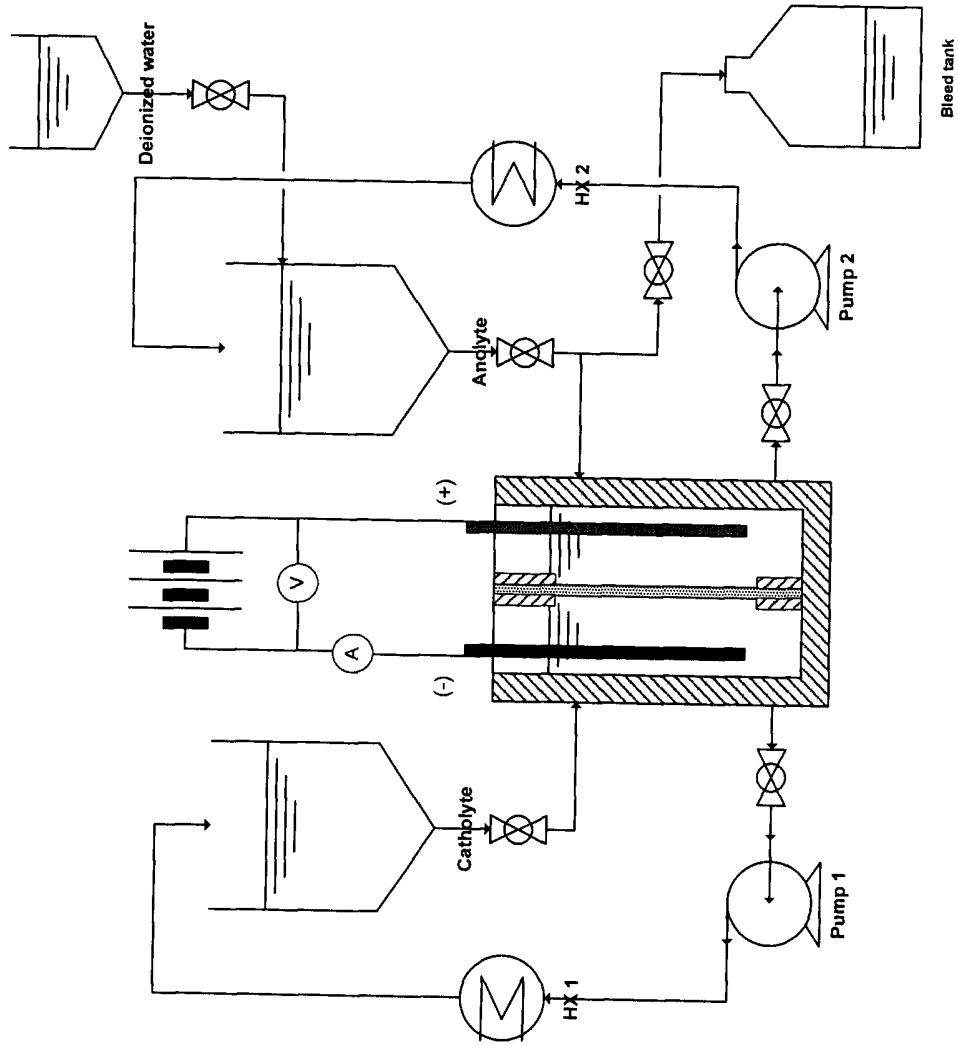 Deionized water
Bleed tank
HX 2
Anolyte
Pump 2
(+)
V
A
(-)
Catholyte
Pump 1
HX 1